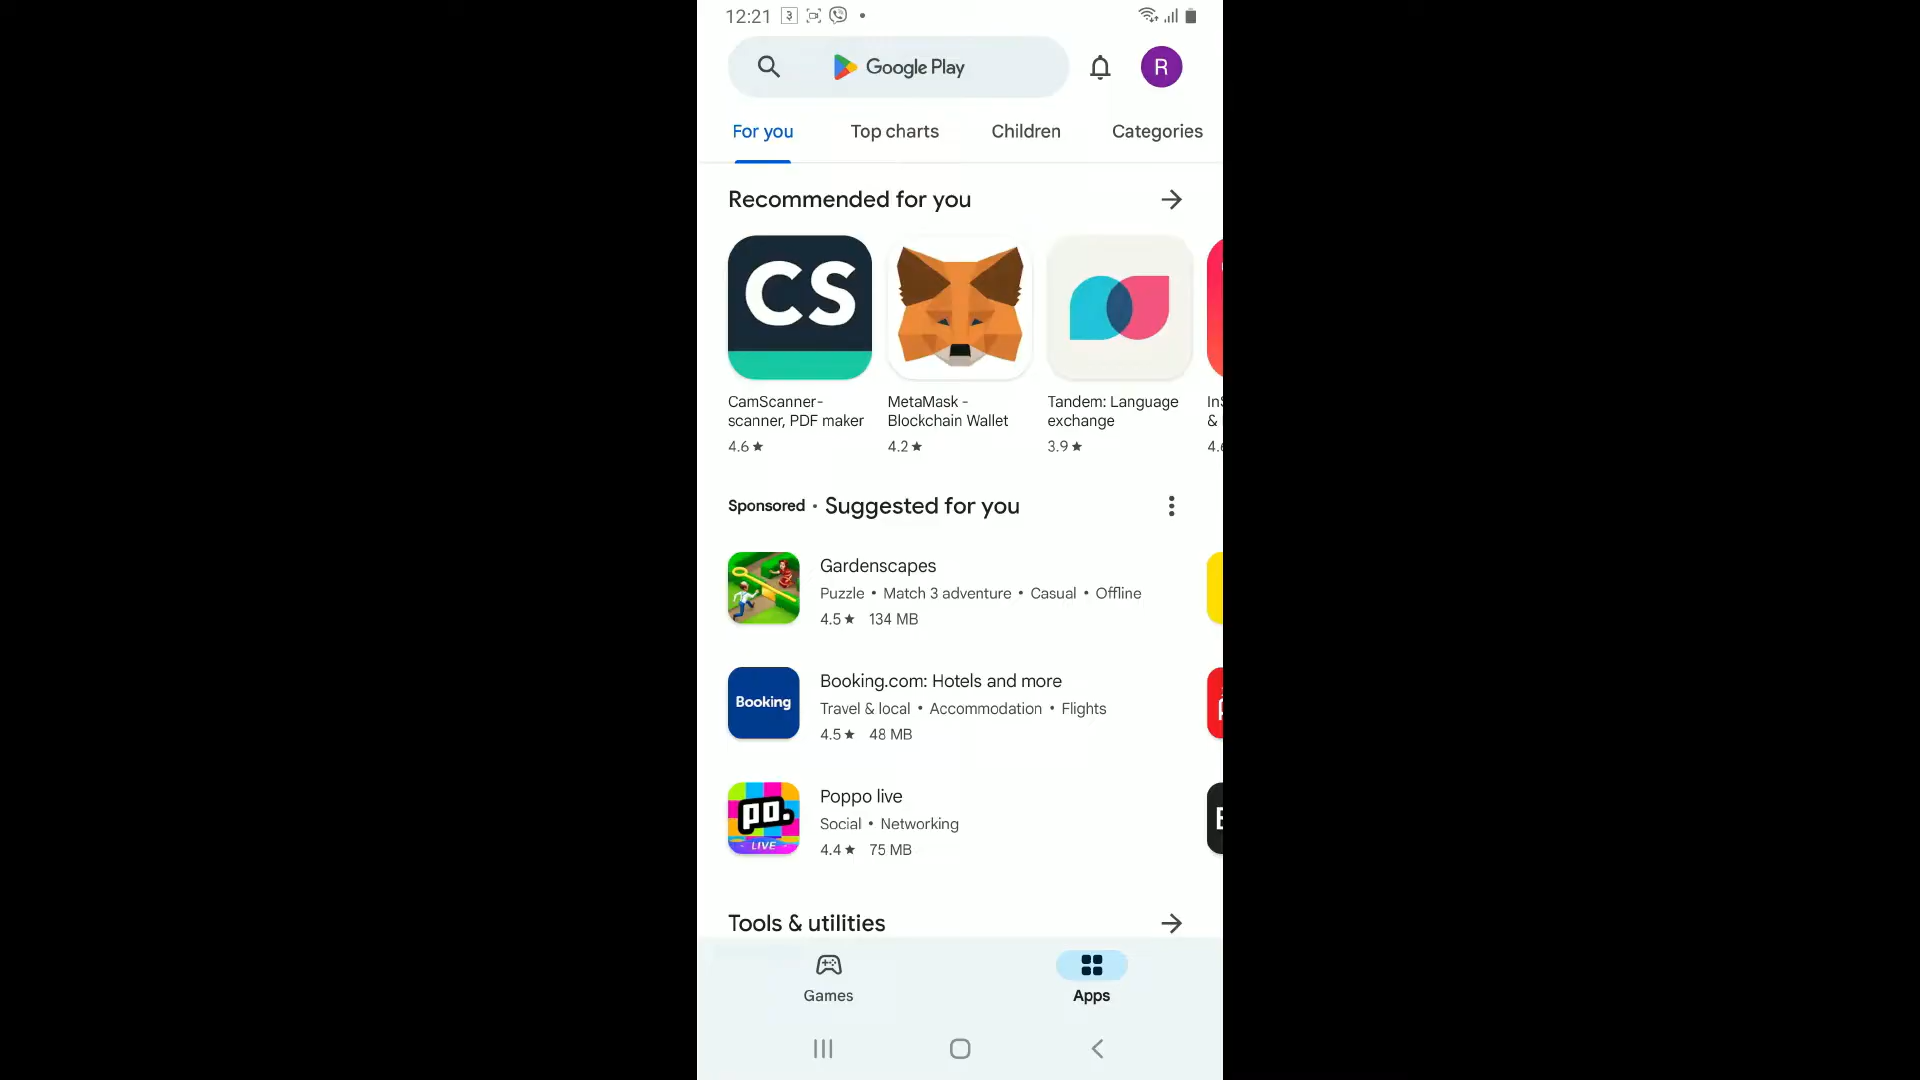 12:21
Google Play
R
For you Top charts Children Categories
Recommended for you
CS
CamScanner- MetaMask - Tandem: Language
scanner, PDF maker Blockchain Wallet exchange &
4.6 ★ 4.2 ★ 3.9 ★
Sponsored • Suggested for you
Gardenscapes
Puzzle • Match 3 adventure • Casual • Offline
4.5 ★ 134 MB
Booking.com: Hotels and more
Booking
Travel & local • Accommodation • Flights
4.5 ★ 48 MB
Poppo live
po.
Social • Networking
LIVE
4.4 ★ 75 MB
Tools & utilities
Games Apps